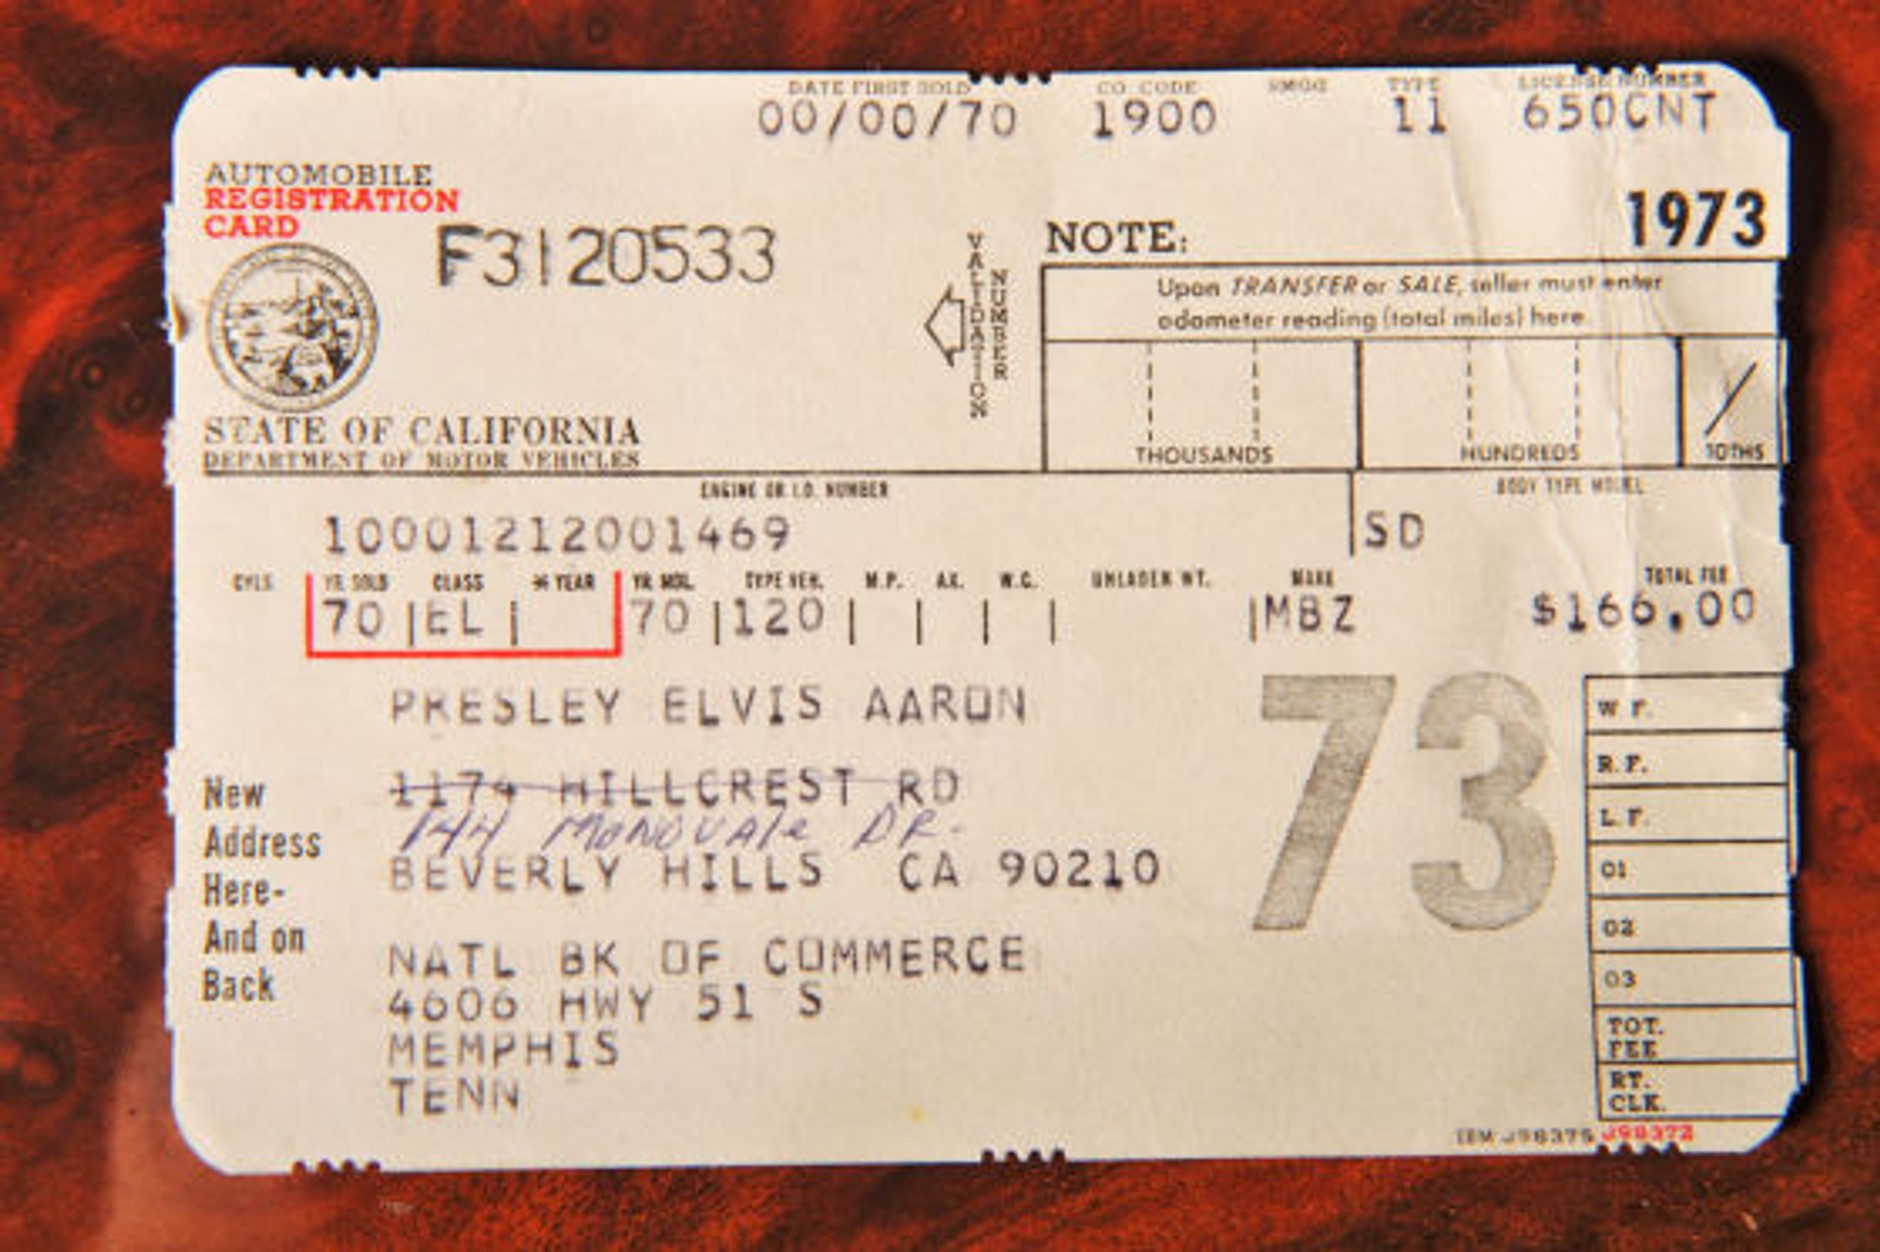 DATE FIRST SOLD CO CODE SMOG TYPE LICENSE NUMBER
00/00/70 1900 11 650CNT
AUTOMOBILE
REGISTRATION
CARD
F3120533
VALIDATION
NUMBER
NOTE: 1973
Upon TRANSFER or SALE, seller must enter
odometer reading (total miles) here
THOUSANDS HUNDREDS 10THS
STATE OF CALIFORNIA
DEPARTMENT OF MOTOR VEHICLES
ENGINE OR I.D. NUMBER BODY TYPE MODEL
10001212001469 SD
CYLS YR. SOLD CLASS ※ YEAR YR. MDL. TYPE VEH. M.P. AX. W.C. UNLADEN WT. MAKE TOTAL FEE
70 EL 70 120 MBZ $166.00
PRESLEY ELVIS AARON
1174 HILLCREST RD
144 Monovale DR.
BEVERLY HILLS CA 90210
New
Address
Here-
And on
Back
NATL BK OF COMMERCE
4606 HWY 51 S
MEMPHIS
TENN
73
W F.
R.F.
L.F.
01
02
03
TOT.
FEE
RT.
CLK.
IBM J98375 J98372